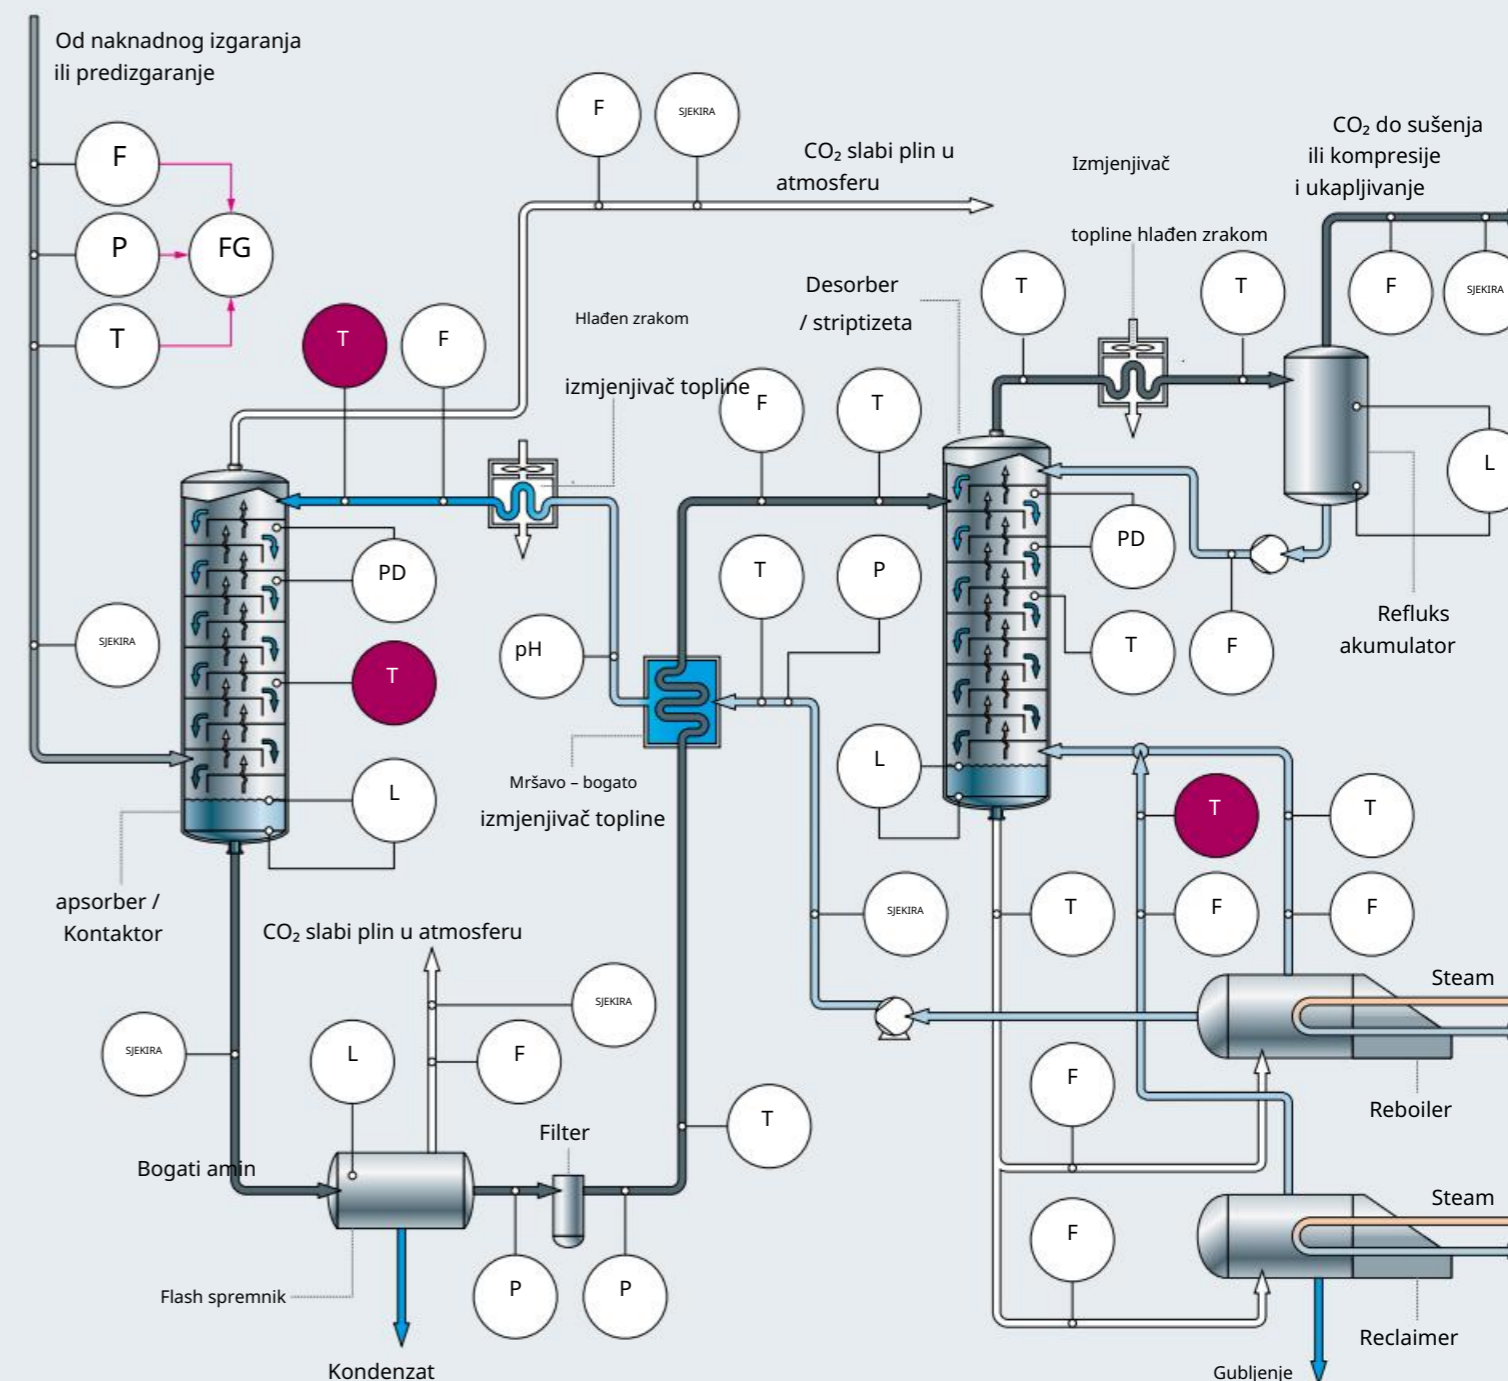 Od naknadnog izgaranja
ili predizgaranje
F
SJEKIRA
CO₂ slabi plin u
atmosferu
Izmjenjivač
topline hlađen zrakom
CO₂ do sušenja
ili kompresije
i ukapljivanje
F
P
FG
T
T
F
Hlađen zrakom
izmjenjivač topline
Desorber
/ striptizeta
T
T
F
SJEKIRA
F
T
L
PD
T
P
PD
SJEKIRA
T
pH
T
F
Refluks
akumulator
L
Mršavo – bogato
izmjenjivač topline
L
T
T
apsorber /
Kontaktor
CO₂ slabi plin u atmosferu
SJEKIRA
T
F
F
SJEKIRA
L
F
SJEKIRA
Steam
F
Reboiler
Bogati amin
Filter
T
Steam
F
Flash spremnik
P
P
Reclaimer
Kondenzat
Gubljenje